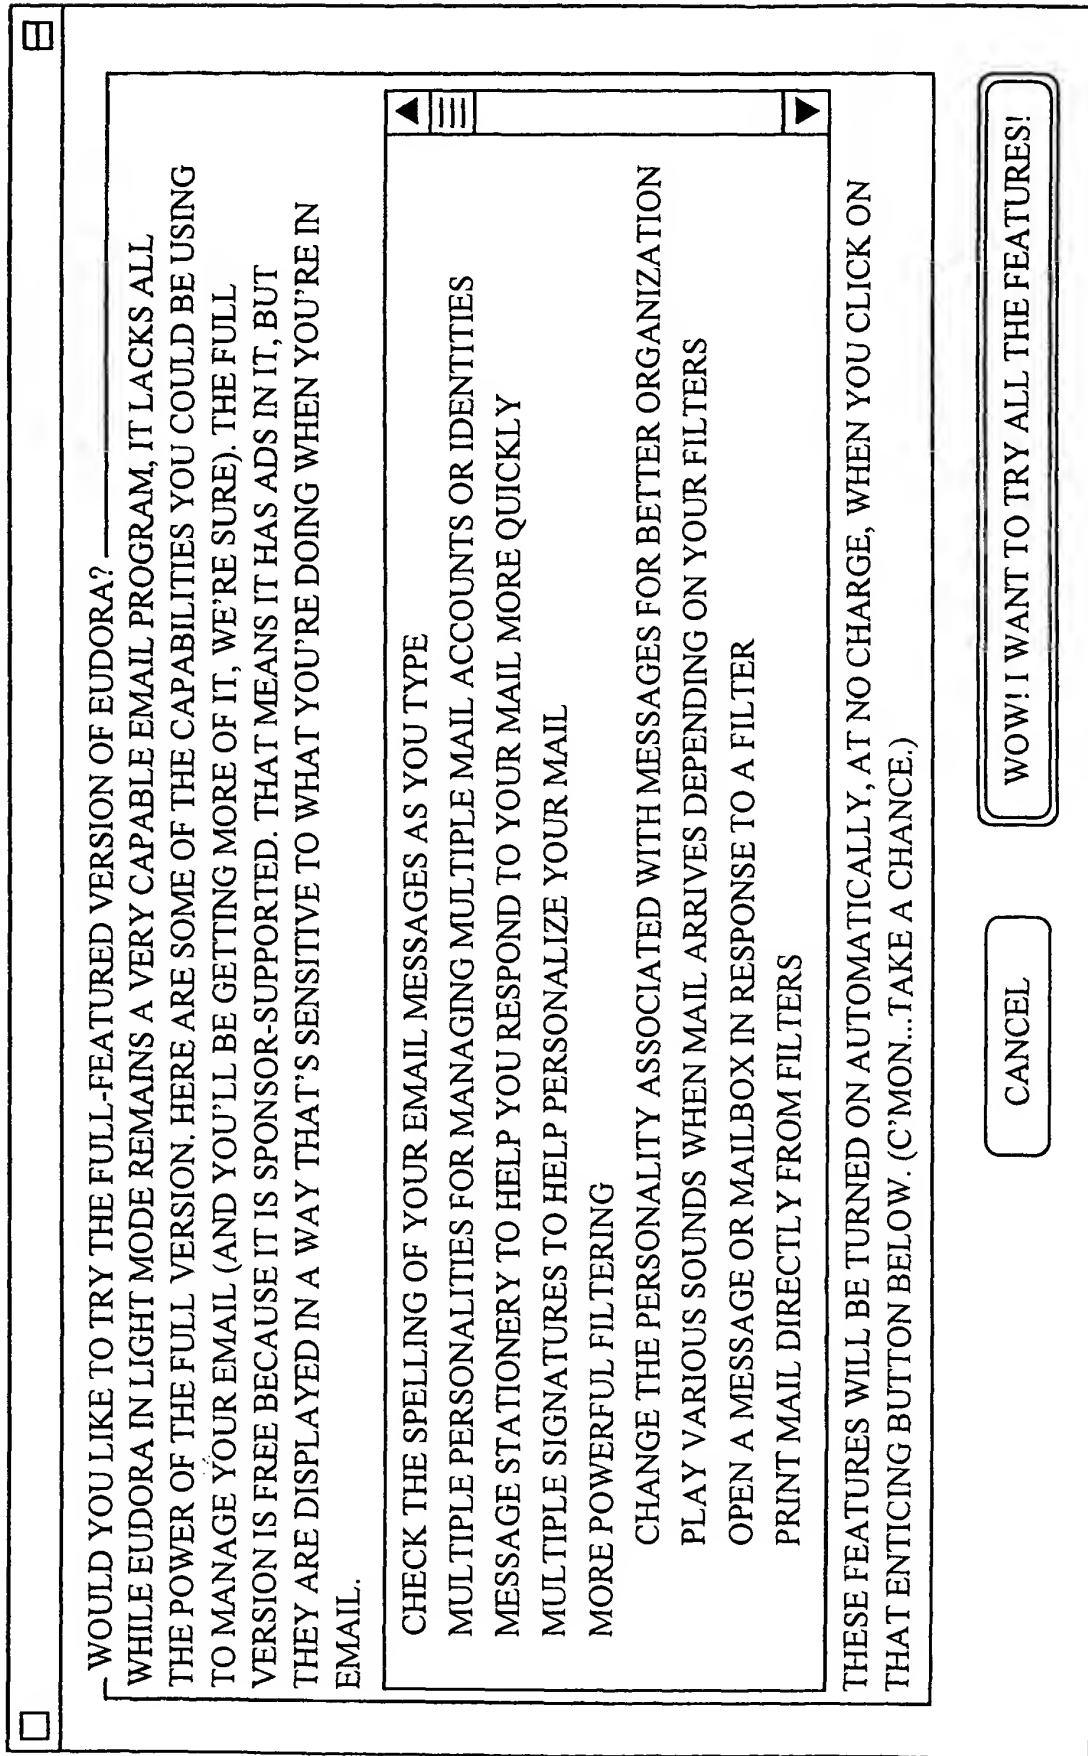 WOULD YOU LIKE TO TRY THE FULL-FEATURED VERSION OF EUDORA?
WHILE EUDORA IN LIGHT MODE REMAINS A VERY CAPABLE EMAIL PROGRAM, IT LACKS ALL
THE POWER OF THE FULL VERSION. HERE ARE SOME OF THE CAPABILITIES YOU COULD BE USING
TO MANAGE YOUR EMAIL (AND YOU'LL BE GETTING MORE OF IT, WE'RE SURE). THE FULL
VERSION IS FREE BECAUSE IT IS SPONSOR-SUPPORTED. THAT MEANS IT HAS ADS IN IT, BUT
THEY ARE DISPLAYED IN A WAY THAT'S SENSITIVE TO WHAT YOU'RE DOING WHEN YOU'RE IN
EMAIL.
CHECK THE SPELLING OF YOUR EMAIL MESSAGES AS YOU TYPE
MULTIPLE PERSONALITIES FOR MANAGING MULTIPLE MAIL ACCOUNTS OR IDENTITIES
MESSAGE STATIONERY TO HELP YOU RESPOND TO YOUR MAIL MORE QUICKLY
MULTIPLE SIGNATURES TO HELP PERSONALIZE YOUR MAIL
MORE POWERFUL FILTERING
CHANGE THE PERSONALITY ASSOCIATED WITH MESSAGES FOR BETTER ORGANIZATION
PLAY VARIOUS SOUNDS WHEN MAIL ARRIVES DEPENDING ON YOUR FILTERS
OPEN A MESSAGE OR MAILBOX IN RESPONSE TO A FILTER
PRINT MAIL DIRECTLY FROM FILTERS
THESE FEATURES WILL BE TURNED ON AUTOMATICALLY, AT NO CHARGE, WHEN YOU CLICK ON
THAT ENTICING BUTTON BELOW. (C'MON...TAKE A CHANCE.)
CANCEL
WOW! I WANT TO TRY ALL THE FEATURES!